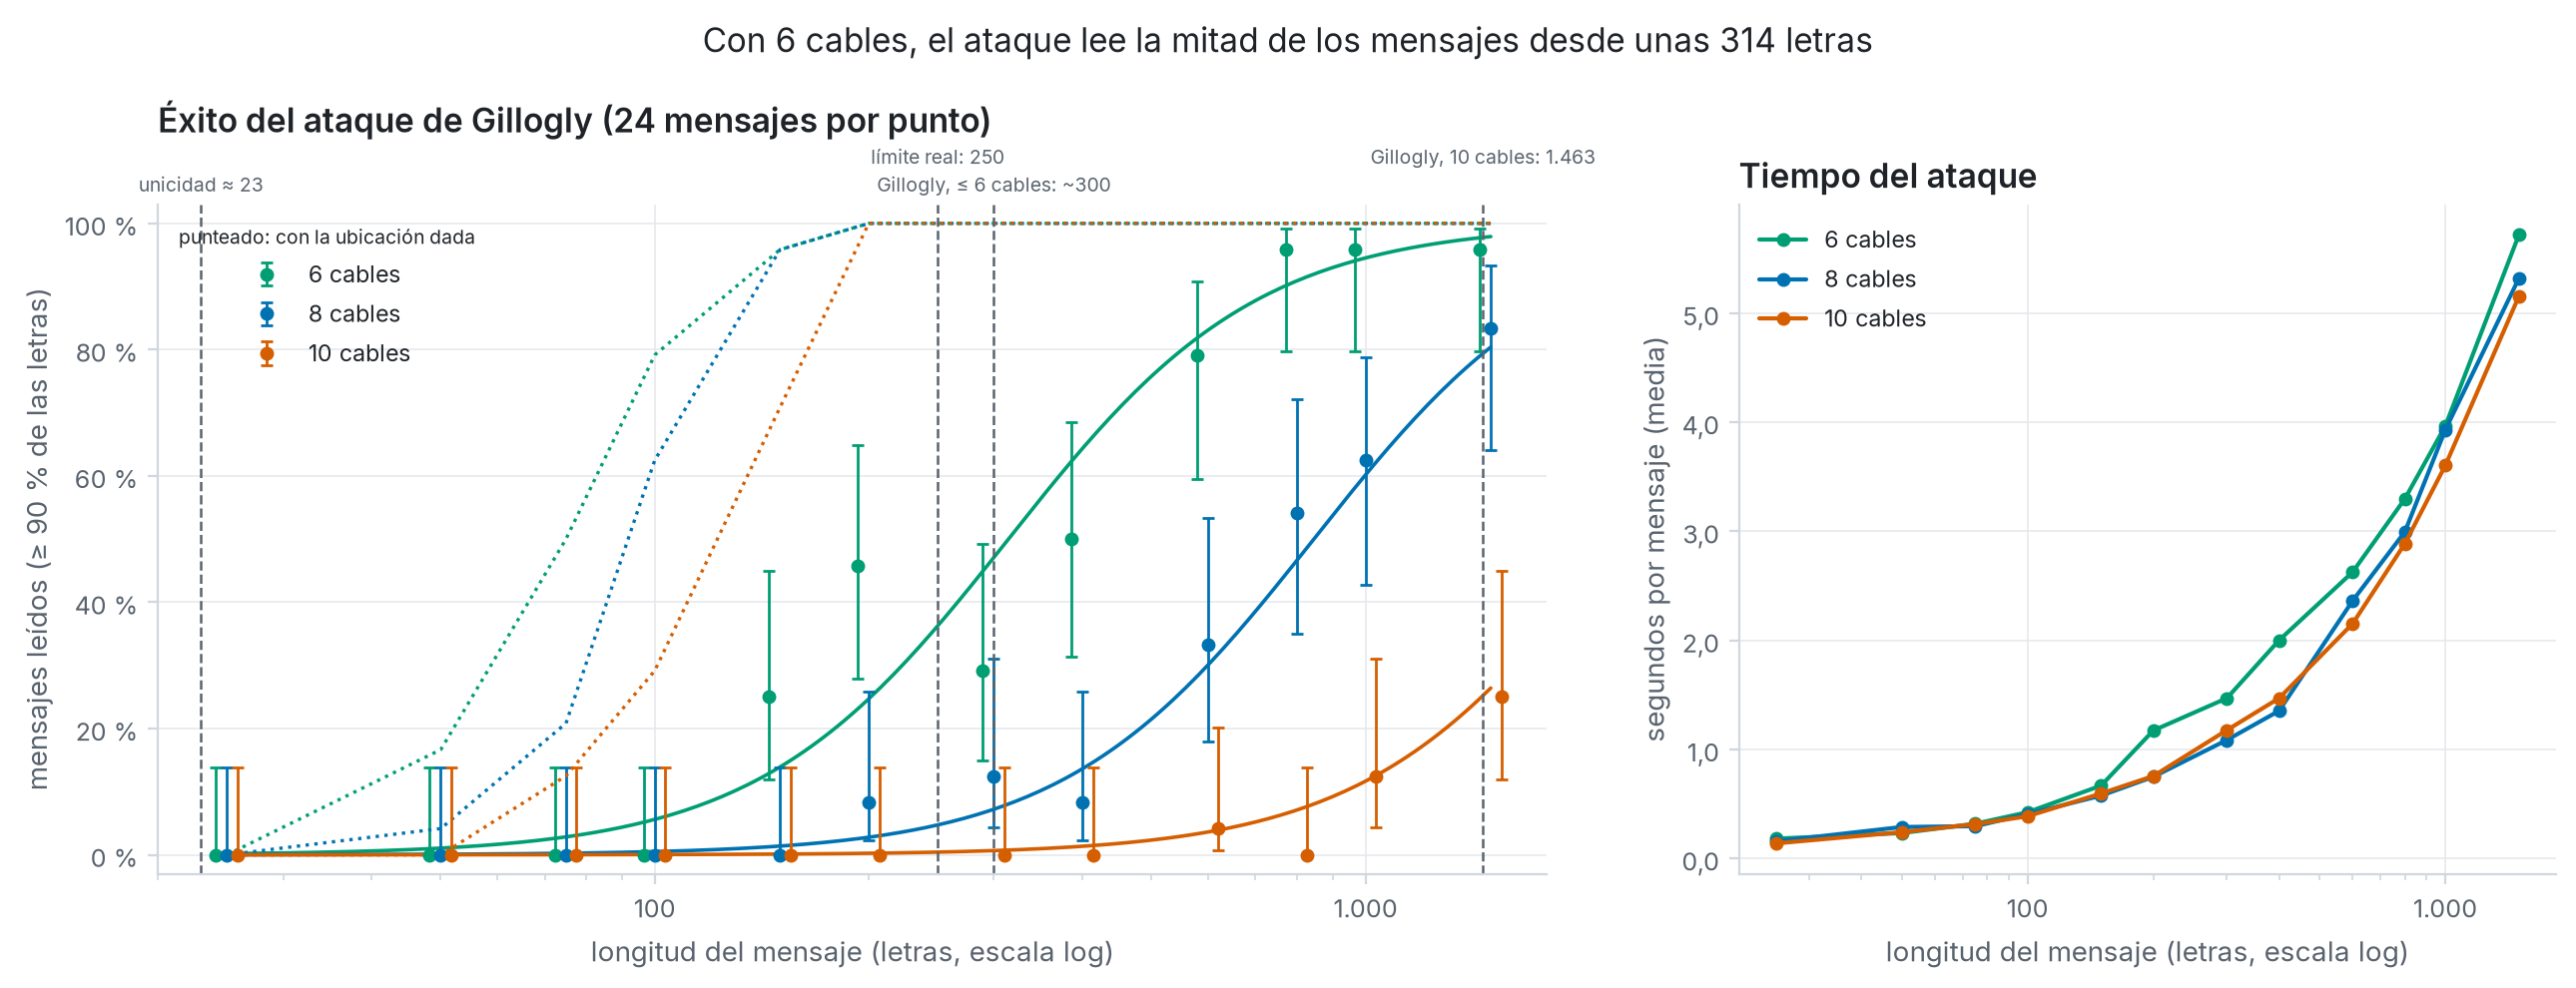 Con 6 cables, el ataque lee la mitad de los mensajes desde unas 314 letras
Éxito del ataque de Gillogly (24 mensajes por punto)
límite real: 250
Gillogly, 10 cables: 1.463
unicidad ≈ 23
Gillogly, ≤ 6 cables: ~300
100 %
80 %
60 %
40 %
20 %
0 %
mensajes leídos (≥ 90 % de las letras)
punteado: con la ubicación dada
6 cables
8 cables
10 cables
100
1.000
longitud del mensaje (letras, escala log)
Tiempo del ataque
6 cables
8 cables
10 cables
5,0
4,0
3,0
2,0
1,0
0,0
segundos por mensaje (media)
100
1.000
longitud del mensaje (letras, escala log)